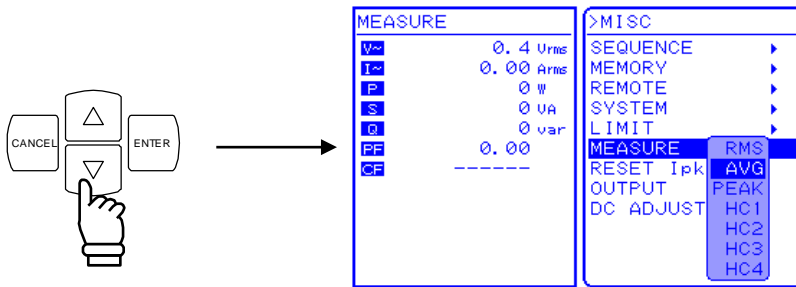 CANCEL
ENTER
MEASURE
V~ 0.4 Vrms
I~ 0.00 Arms
P 0 W
S 0 VA
Q 0 var
PF 0.00
CF ------
>MISC
SEQUENCE
MEMORY
REMOTE
SYSTEM
LIMIT
MEASURE RMS
RESET Ipk AVG
OUTPUT PEAK
DC ADJUST HC1
HC2
HC3
HC4